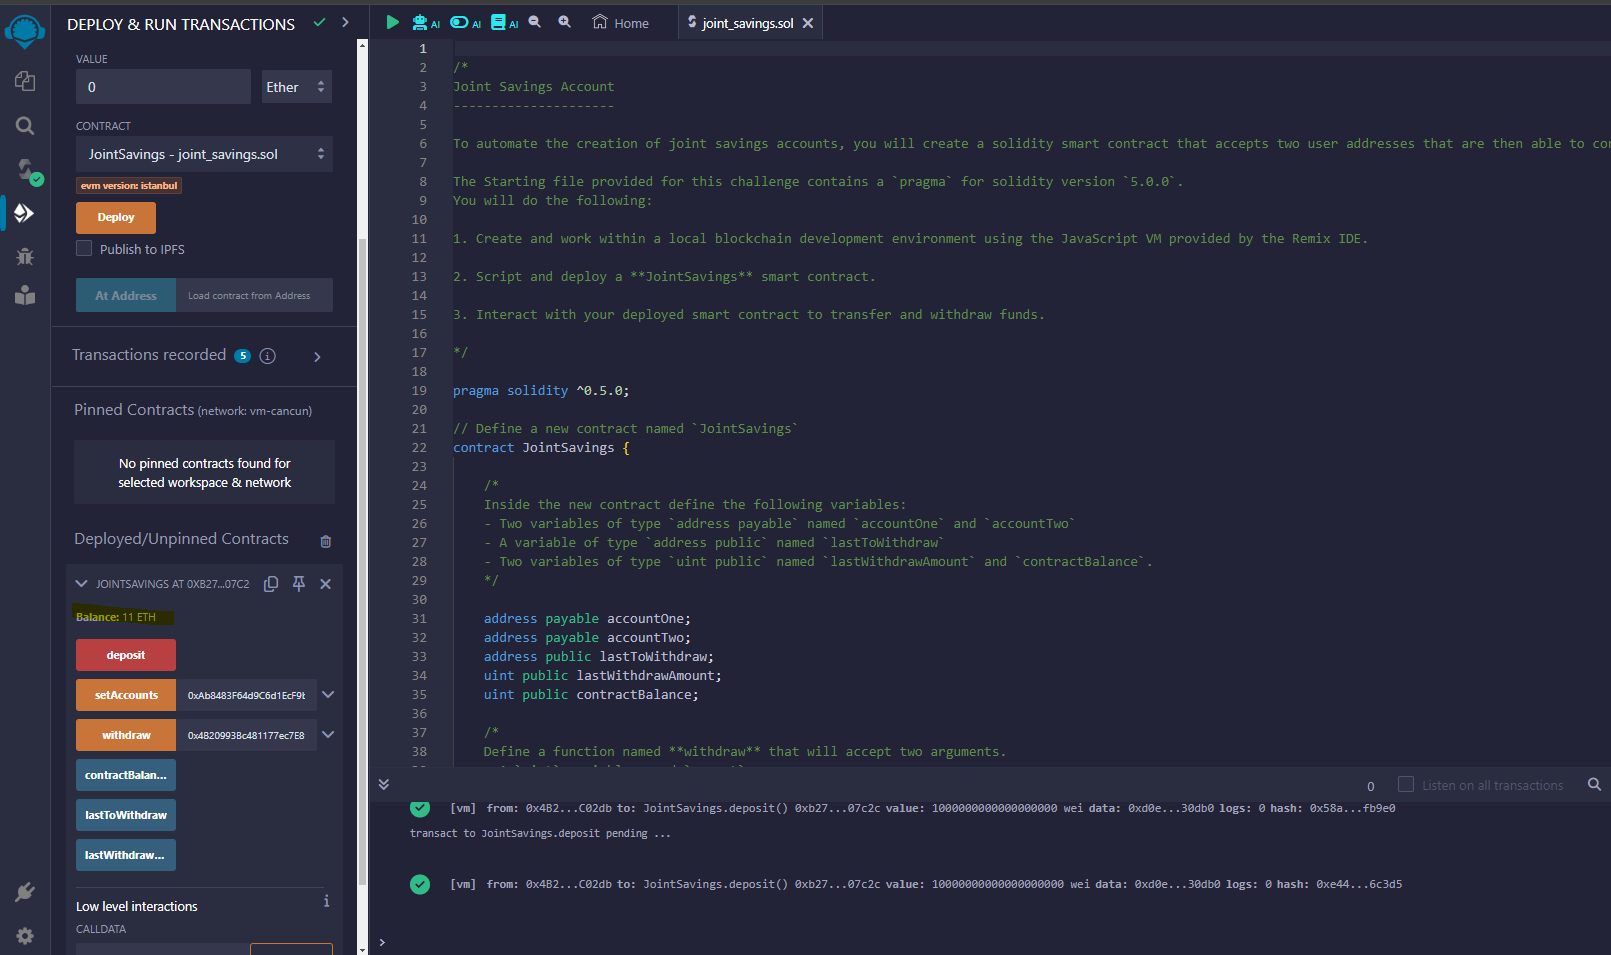 DEPLOY & RUN TRANSACTIONS
VALUE
0
Ether
CONTRACT
JointSavings - joint_savings.sol
evm version: istanbul
Deploy
Publish to IPFS
At Address
Load contract from Address
Transactions recorded 5
Pinned Contracts (network: vm-cancun)
No pinned contracts found for
selected workspace & network
Deployed/Unpinned Contracts
JOINTSAVINGS AT 0XB27...07C2
Balance: 11 ETH
deposit
setAccounts 0xAb8483F64d9C6d1EcF9b
withdraw 0x4B20993Bc481177ec7E8
contractBalan...
lastToWithdraw
lastWithdraw...
Low level interactions
CALLDATA
AI AI AI Home joint_savings.sol
1
2 /*
3 Joint Savings Account
4 ---------------------
5
6 To automate the creation of joint savings accounts, you will create a solidity smart contract that accepts two user addresses that are then able to con
7
8 The Starting file provided for this challenge contains a `pragma` for solidity version `5.0.0`.
9 You will do the following:
10
11 1. Create and work within a local blockchain development environment using the JavaScript VM provided by the Remix IDE.
12
13 2. Script and deploy a **JointSavings** smart contract.
14
15 3. Interact with your deployed smart contract to transfer and withdraw funds.
16
17 */
18
19 pragma solidity ^0.5.0;
20
21 // Define a new contract named `JointSavings`
22 contract JointSavings {
23
24 /*
25 Inside the new contract define the following variables:
26 - Two variables of type `address payable` named `accountOne` and `accountTwo`
27 - A variable of type `address public` named `lastToWithdraw`
28 - Two variables of type `uint public` named `lastWithdrawAmount` and `contractBalance`.
29 */
30
31 address payable accountOne;
32 address payable accountTwo;
33 address public lastToWithdraw;
34 uint public lastWithdrawAmount;
35 uint public contractBalance;
36
37 /*
38 Define a function named **withdraw** that will accept two arguments.
0 Listen on all transactions
[vm] from: 0x4B2...C02db to: JointSavings.deposit() 0xb27...07c2c value: 1000000000000000000 wei data: 0xd0e...30db0 logs: 0 hash: 0x58a...fb9e0
transact to JointSavings.deposit pending ...
[vm] from: 0x4B2...C02db to: JointSavings.deposit() 0xb27...07c2c value: 10000000000000000000 wei data: 0xd0e...30db0 logs: 0 hash: 0xe44...6c3d5
>